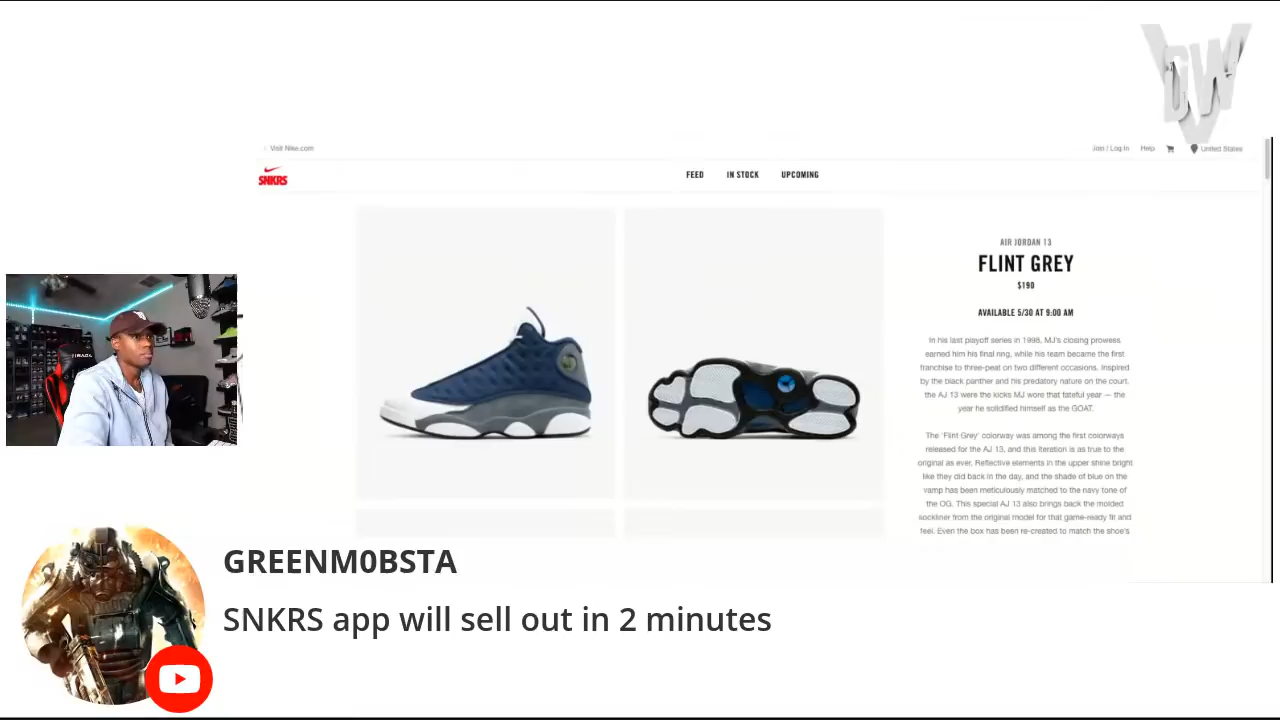 DW
Visit Nike.com
Join / Log In Help United States
SNKRS
FEED IN STOCK UPCOMING
AIR JORDAN 13
FLINT GREY
$190
AVAILABLE 5/30 AT 9:00 AM
In his last playoff series in 1998, MJ's closing prowess
earned him his final ring, while his team became the first
franchise to three-peat on two different occasions. Inspired
by the black panther and his predatory nature on the court,
the AJ 13 were the kicks MJ wore that fateful year — the
year he solidified himself as the GOAT.
The 'Flint Grey' colorway was among the first colorways
released for the AJ 13, and this iteration is as true to the
original as ever. Reflective elements in the upper shine bright
like they did back in the day, and the shade of blue on the
vamp has been meticulously matched to the navy tone of
the OG. This special AJ 13 also brings back the molded
sockliner from the original model for that game-ready fit and
feel. Even the box has been re-created to match the shoe's
GREENM0BSTA
SNKRS app will sell out in 2 minutes